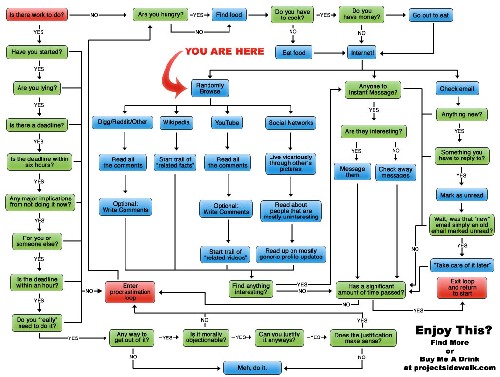 Is there work to do?
NO
Are you hungry?
YES
Find food
Do you have
to cook?
NO
Do you
have money?
YES
Go out to eat
YES
NO
YES
NO
Have you started?
YES
NO
Eat food
Internet!
YOU ARE HERE
Are you lying?
YES
NO
Randomly
Browse
Anyone to
Instant Message?
Check email
Is there a deadline?
YES
NO
Digg/Reddit/Other
Wikipedia
YouTube
Social Networks
YES
Anything new?
Are they interesting?
YES
Is the deadline within
six hours?
YES
NO
Read all
the comments
Start trail of
"related facts"
Read all
the comments
Live vicariously
through other's
pictures
YES
NO
Something you
have to reply to?
Message
them
Check away
messages
YES
Any major implications
from not doing it now?
YES
NO
Optional:
Write Comments
Optional:
Write Comments
Read about
people that are
mostly uninteresting
Mark as unread
Wait, was that "new"
email simply an old
email marked unread?
For you or
someone else?
YES
NO
Start trail of
"related videos"
Read up on mostly
generic profile updates
NO
YES
"Take care of it later"
Is the deadline
within an hour?
YES
NO
Enter
procrastination
loop
NO
Find anything
interesting?
YES
Has a significant
amount of time passed?
NO
Exit loop
and return
to start
YES
Do you "really"
need to do it?
YES
NO
NO
Any way to
get out of it?
YES
Is it morally
objectionable?
YES
Can you justify
it anyways?
YES
Does the justification
make sense?
NO
NO
YES
Meh, do it.
Enjoy This?
Find More
or
Buy Me A Drink
at projectsidewalk.com